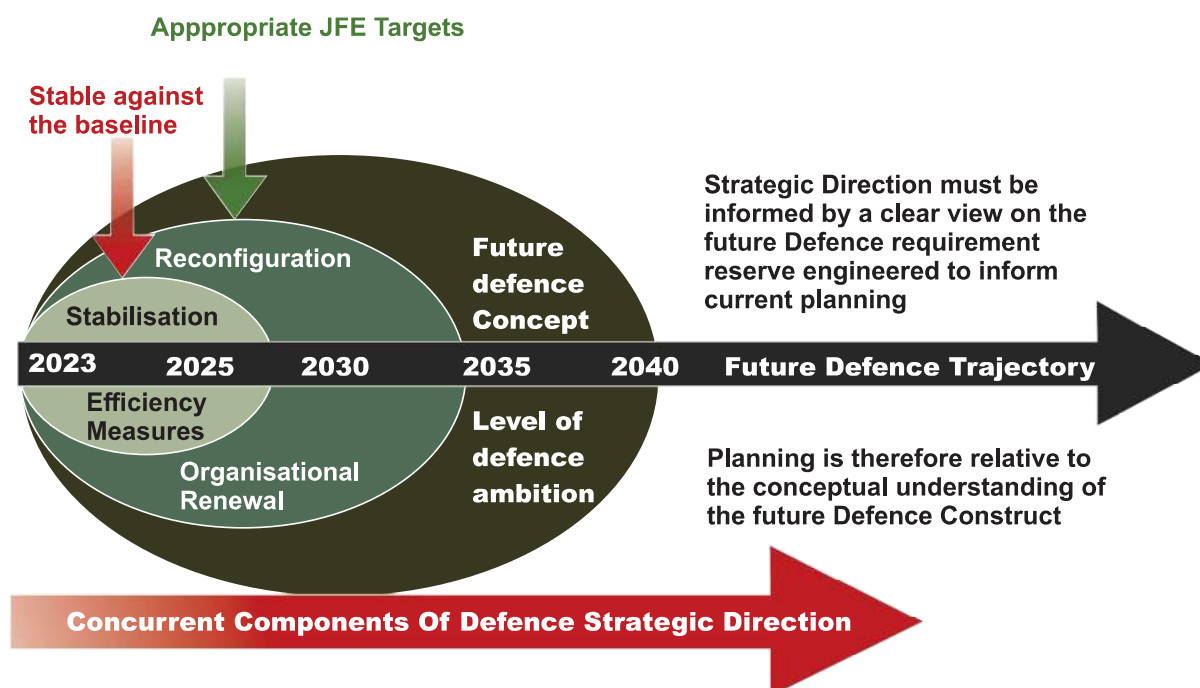 Apppropriate JFE Targets
Stable against
the baseline
Reconfiguration
Stabilisation
Future
defence
Concept
Strategic Direction must be
informed by a clear view on the
future Defence requirement
reserve engineered to inform
current planning
2023 2025 2030 2035 2040 Future Defence Trajectory
Efficiency
Measures
Organisational
Renewal
Level of
defence
ambition
Planning is therefore relative to
the conceptual understanding of
the future Defence Construct
Concurrent Components Of Defence Strategic Direction